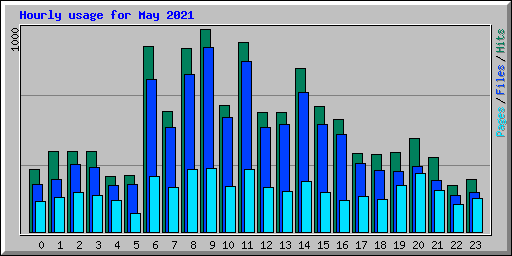 Hourly usage for May 2021
1000
Pages/Files/Hits
0 1 2 3 4 5 6 7 8 9 10 11 12 13 14 15 16 17 18 19 20 21 22 23